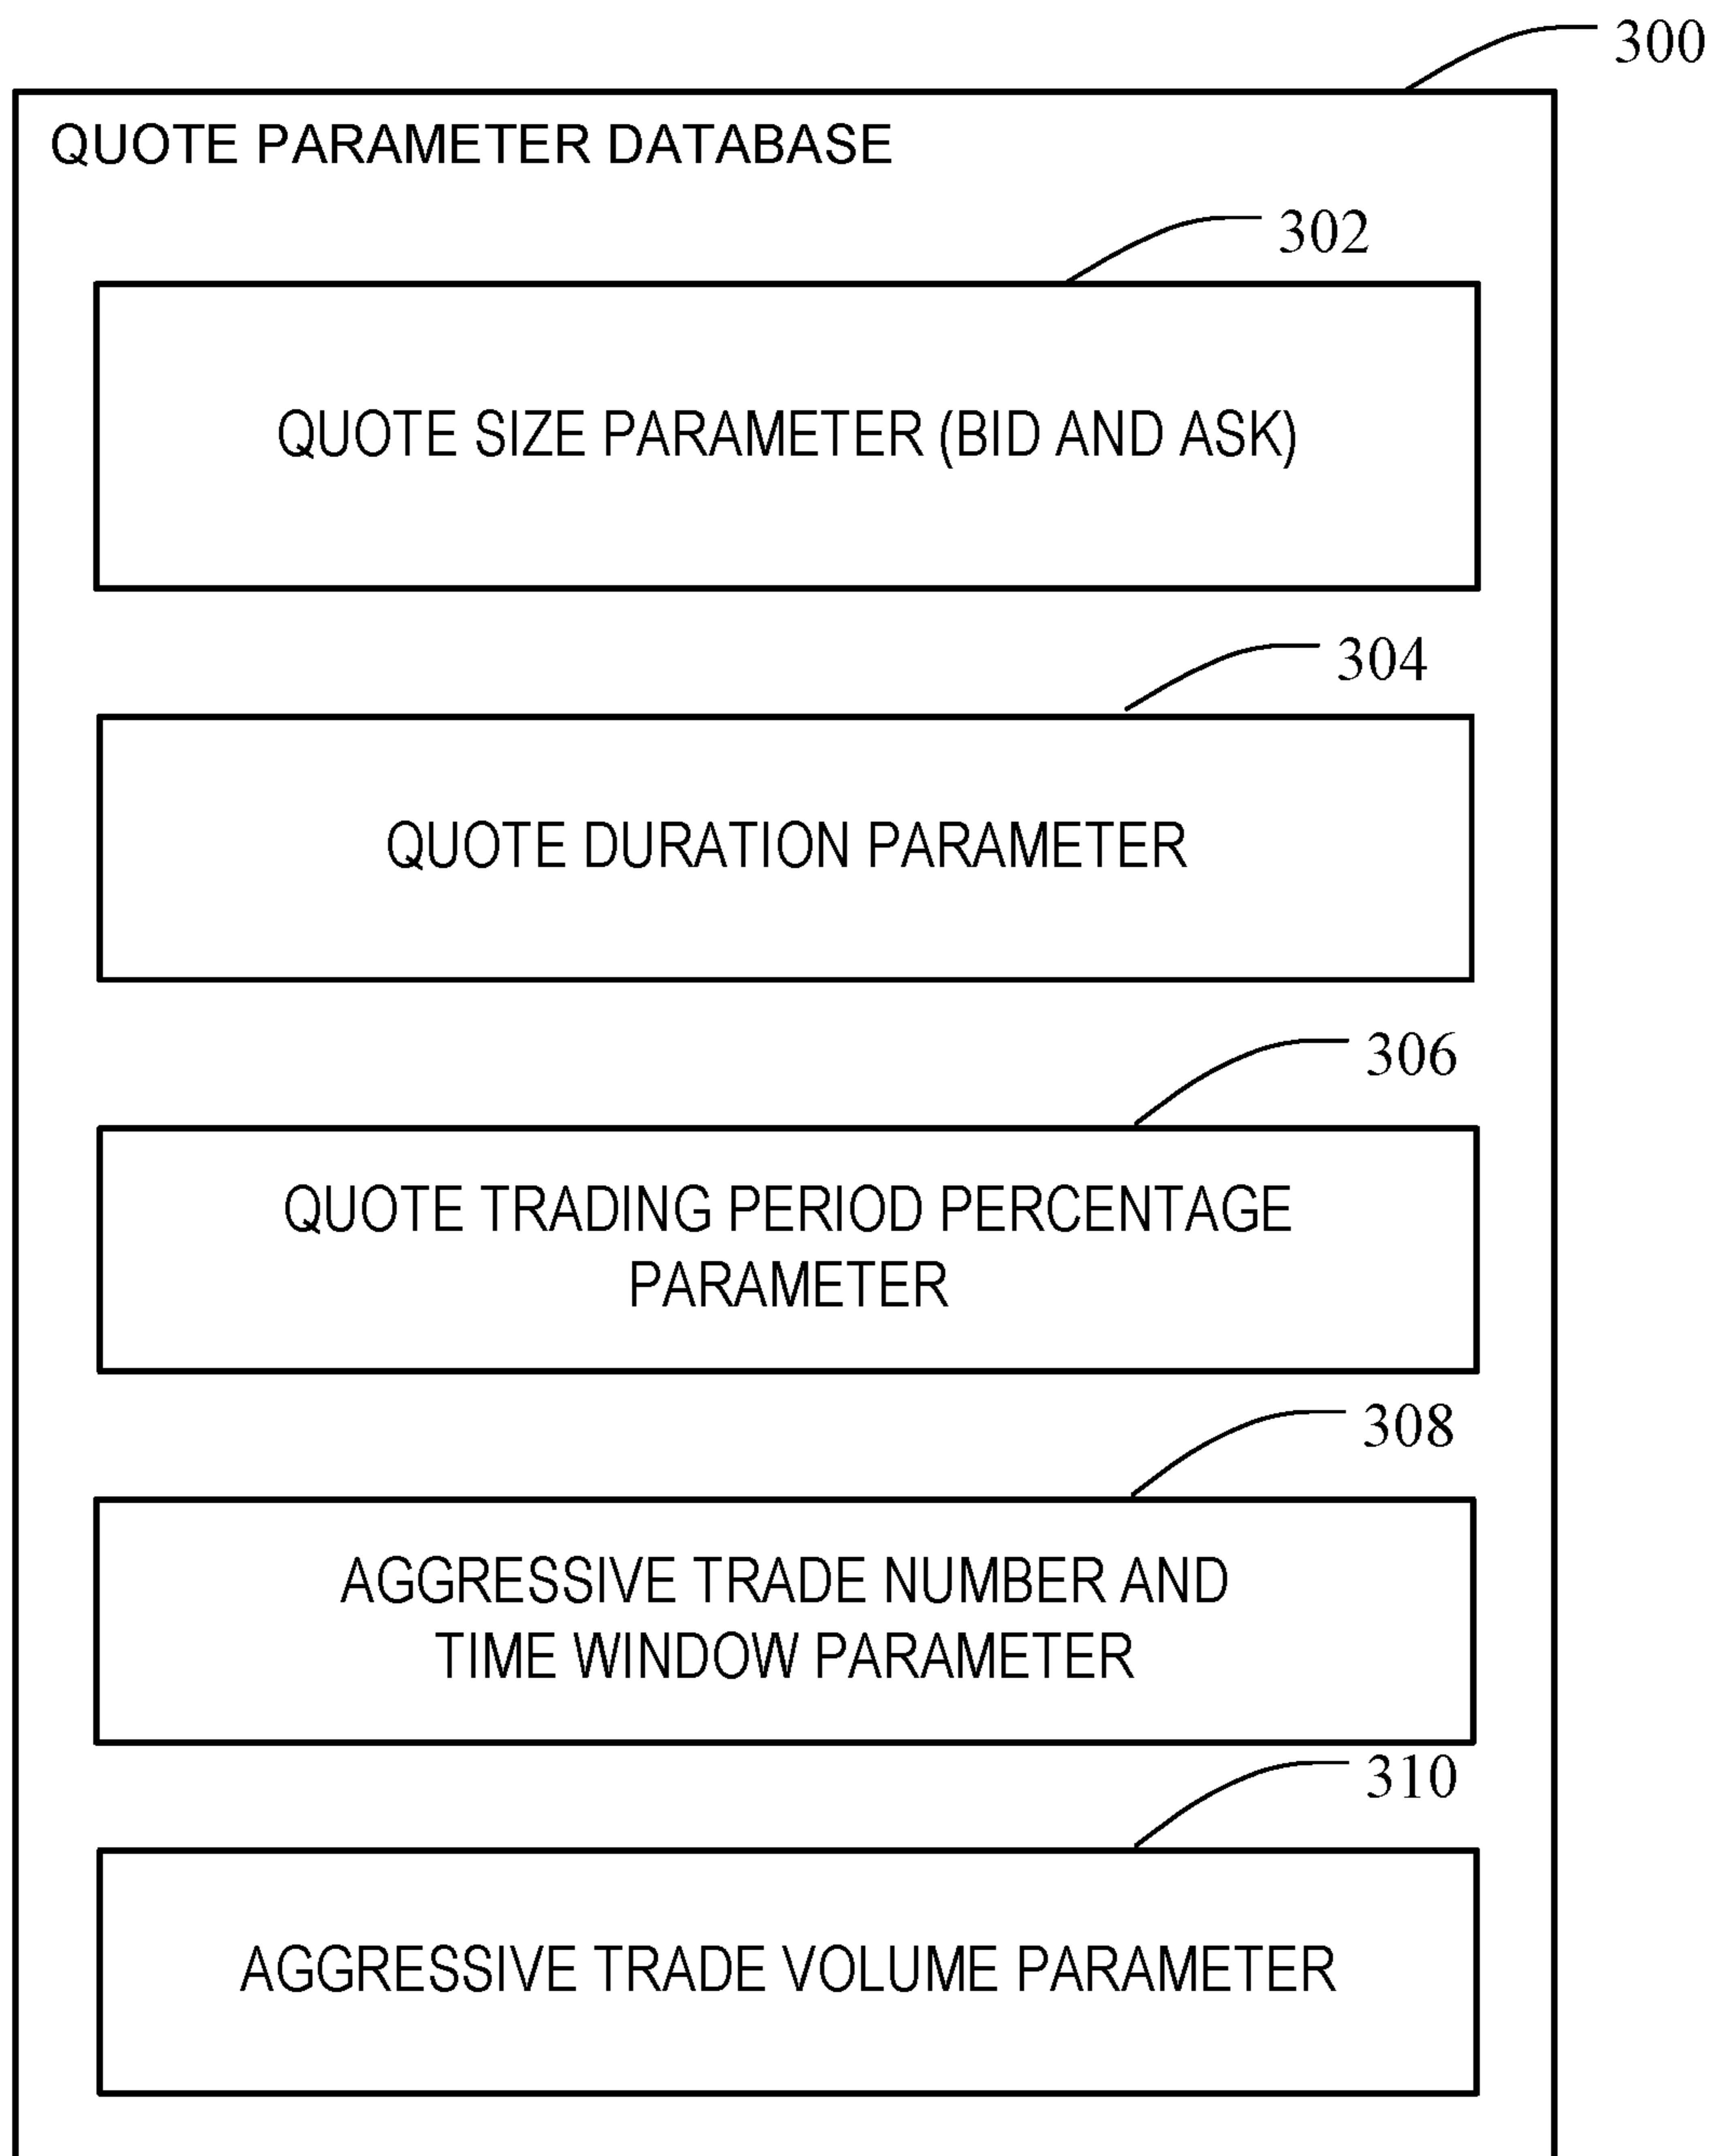 300
QUOTE PARAMETER DATABASE
302
QUOTE SIZE PARAMETER (BID AND ASK)
304
QUOTE DURATION PARAMETER
306
QUOTE TRADING PERIOD PERCENTAGE
PARAMETER
308
AGGRESSIVE TRADE NUMBER AND
TIME WINDOW PARAMETER
310
AGGRESSIVE TRADE VOLUME PARAMETER